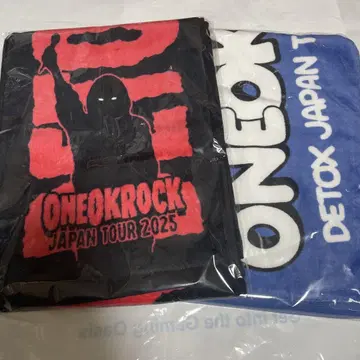 ONEOKROCK
JAPAN TOUR 2025
ONEOK
DETOX JAPAN T